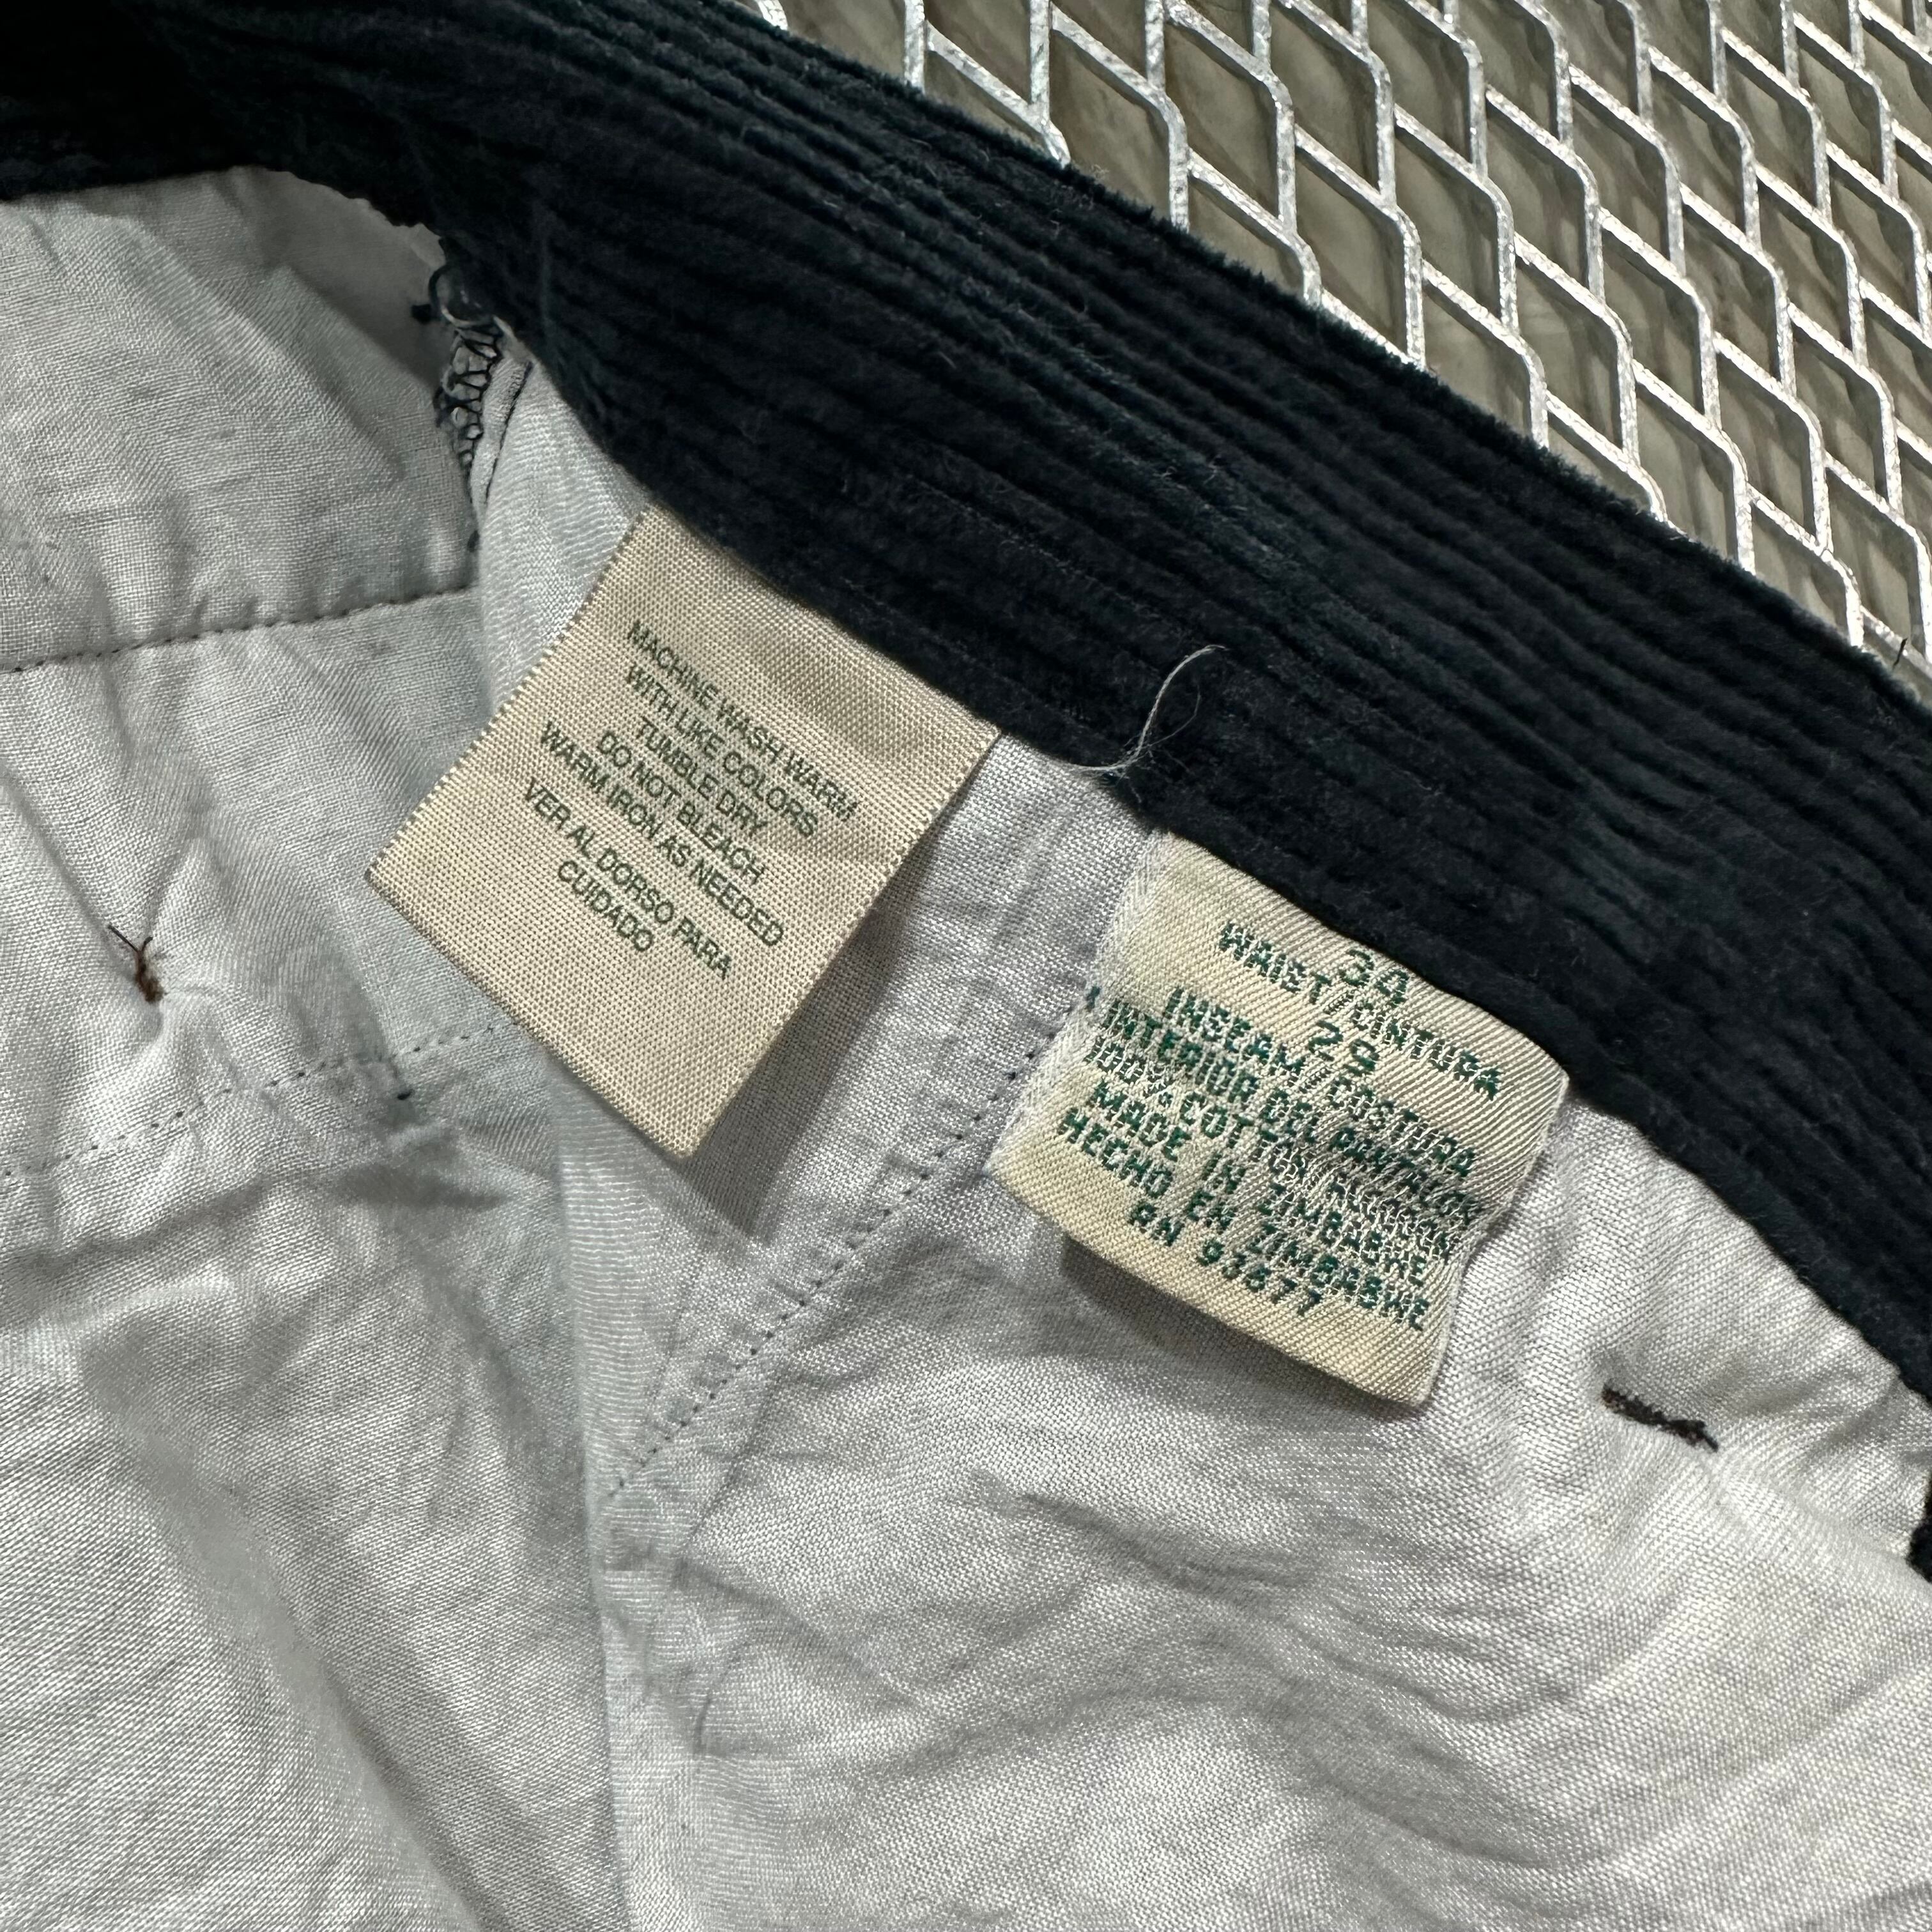 MACHINE WASH WARM
WITH LIKE COLORS
TUMBLE DRY
DO NOT BLEACH
WARM IRON AS NEEDED
VER AL DORSO PARA
CUIDADO
34
WAIST/CINTURA
29
INSEAM/COSTURA
INTERIOR DEL PANTALON
100% COTTON/ALGODON
MADE IN ZIMBABWE
HECHO EN ZIMBABWE
RN 93677